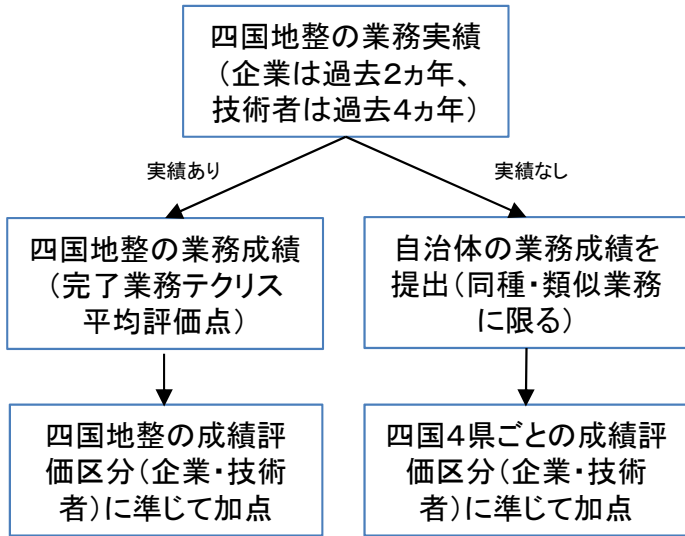 四国地整の業務実績
（企業は過去２ヵ年、
技術者は過去４ヵ年）
実績あり
実績なし
四国地整の業務成績
（完了業務テクリス
平均評価点）
自治体の業務成績を
提出（同種・類似業務
に限る）
四国地整の成績評
価区分（企業・技術
者）に準じて加点
四国４県ごとの成績評
価区分（企業・技術
者）に準じて加点